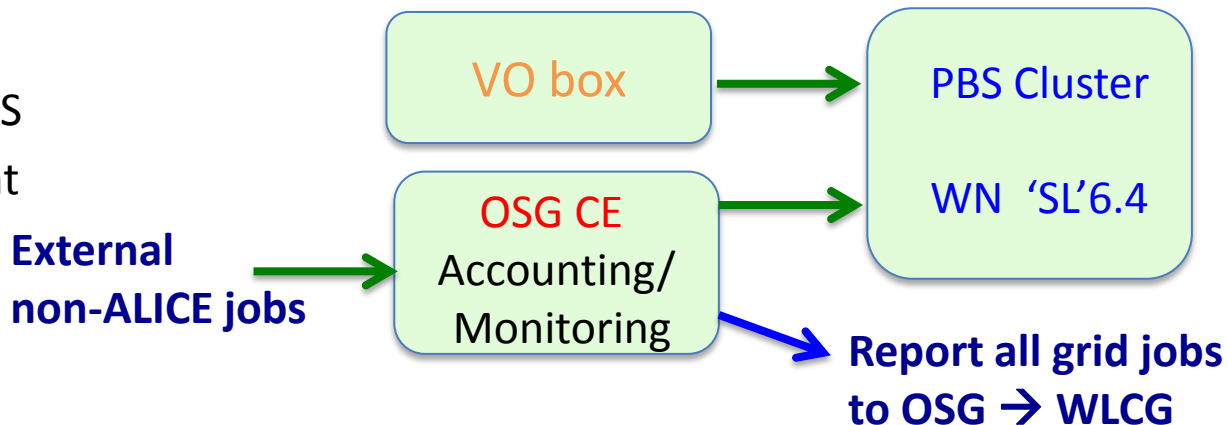 VO box
PBS Cluster
WN ‘SL’6.4
S
OSG CE
Accounting/
Monitoring
External
non-ALICE jobs
Report all grid jobs
to OSG → WLCG